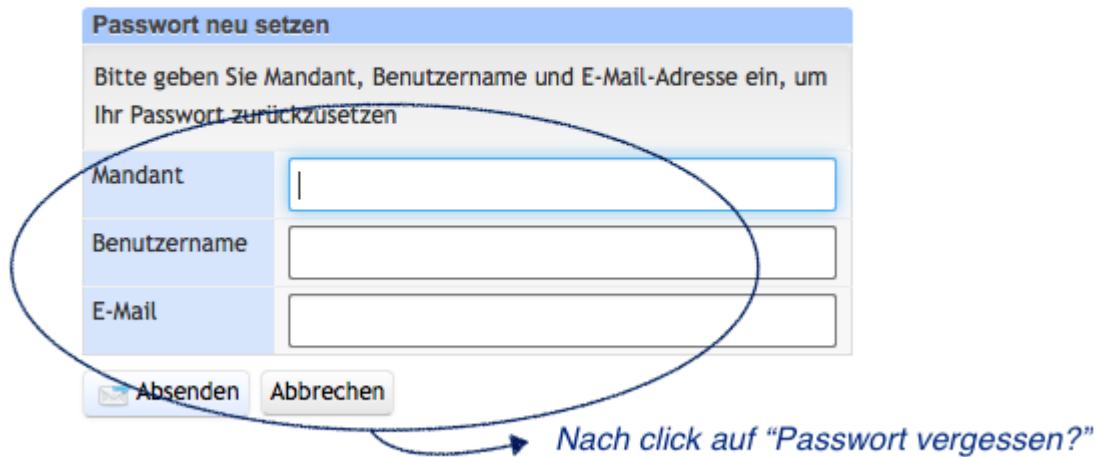 Passwort neu setzen
Bitte geben Sie Mandant, Benutzername und E-Mail-Adresse ein, um
Ihr Passwort zurückzusetzen
Mandant
Benutzername
E-Mail
Absenden Abbrechen
Nach click auf “Passwort vergessen?”